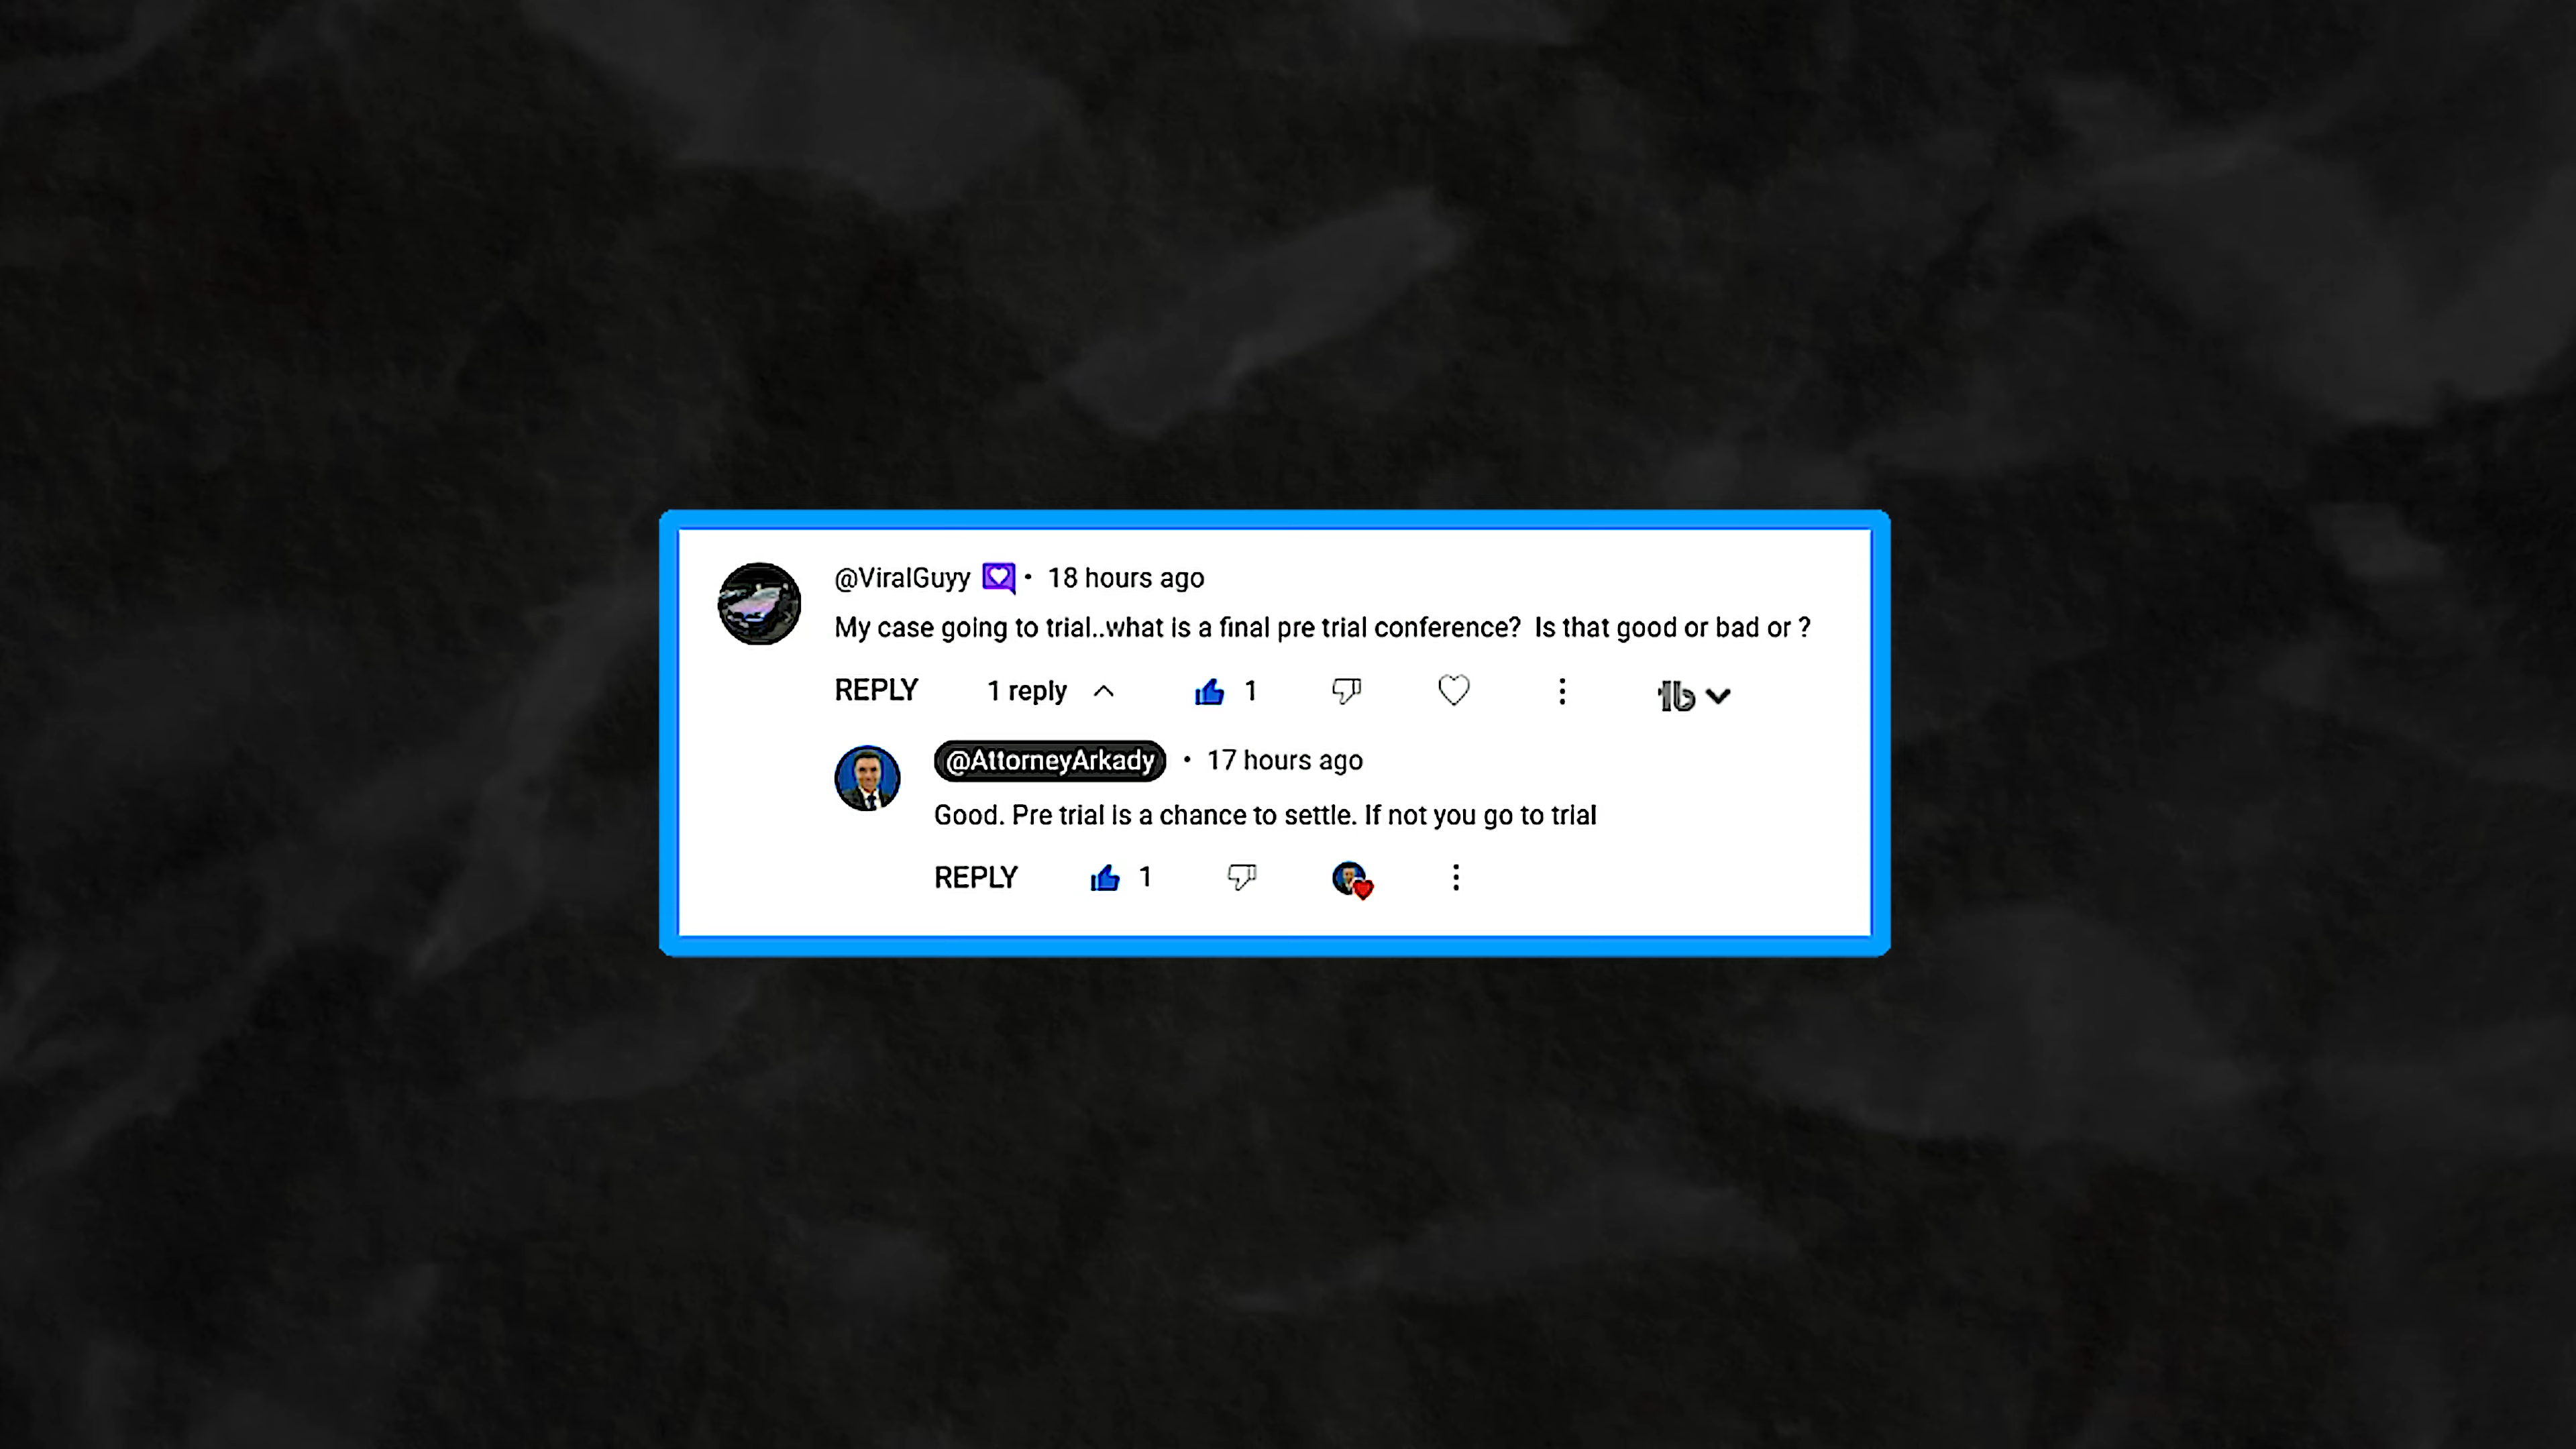 @ViralGuyy • 18 hours ago
My case going to trial..what is a final pre trial conference? Is that good or bad or ?
REPLY 1 reply 1
@AttorneyArkady • 17 hours ago
Good. Pre trial is a chance to settle. If not you go to trial
REPLY 1